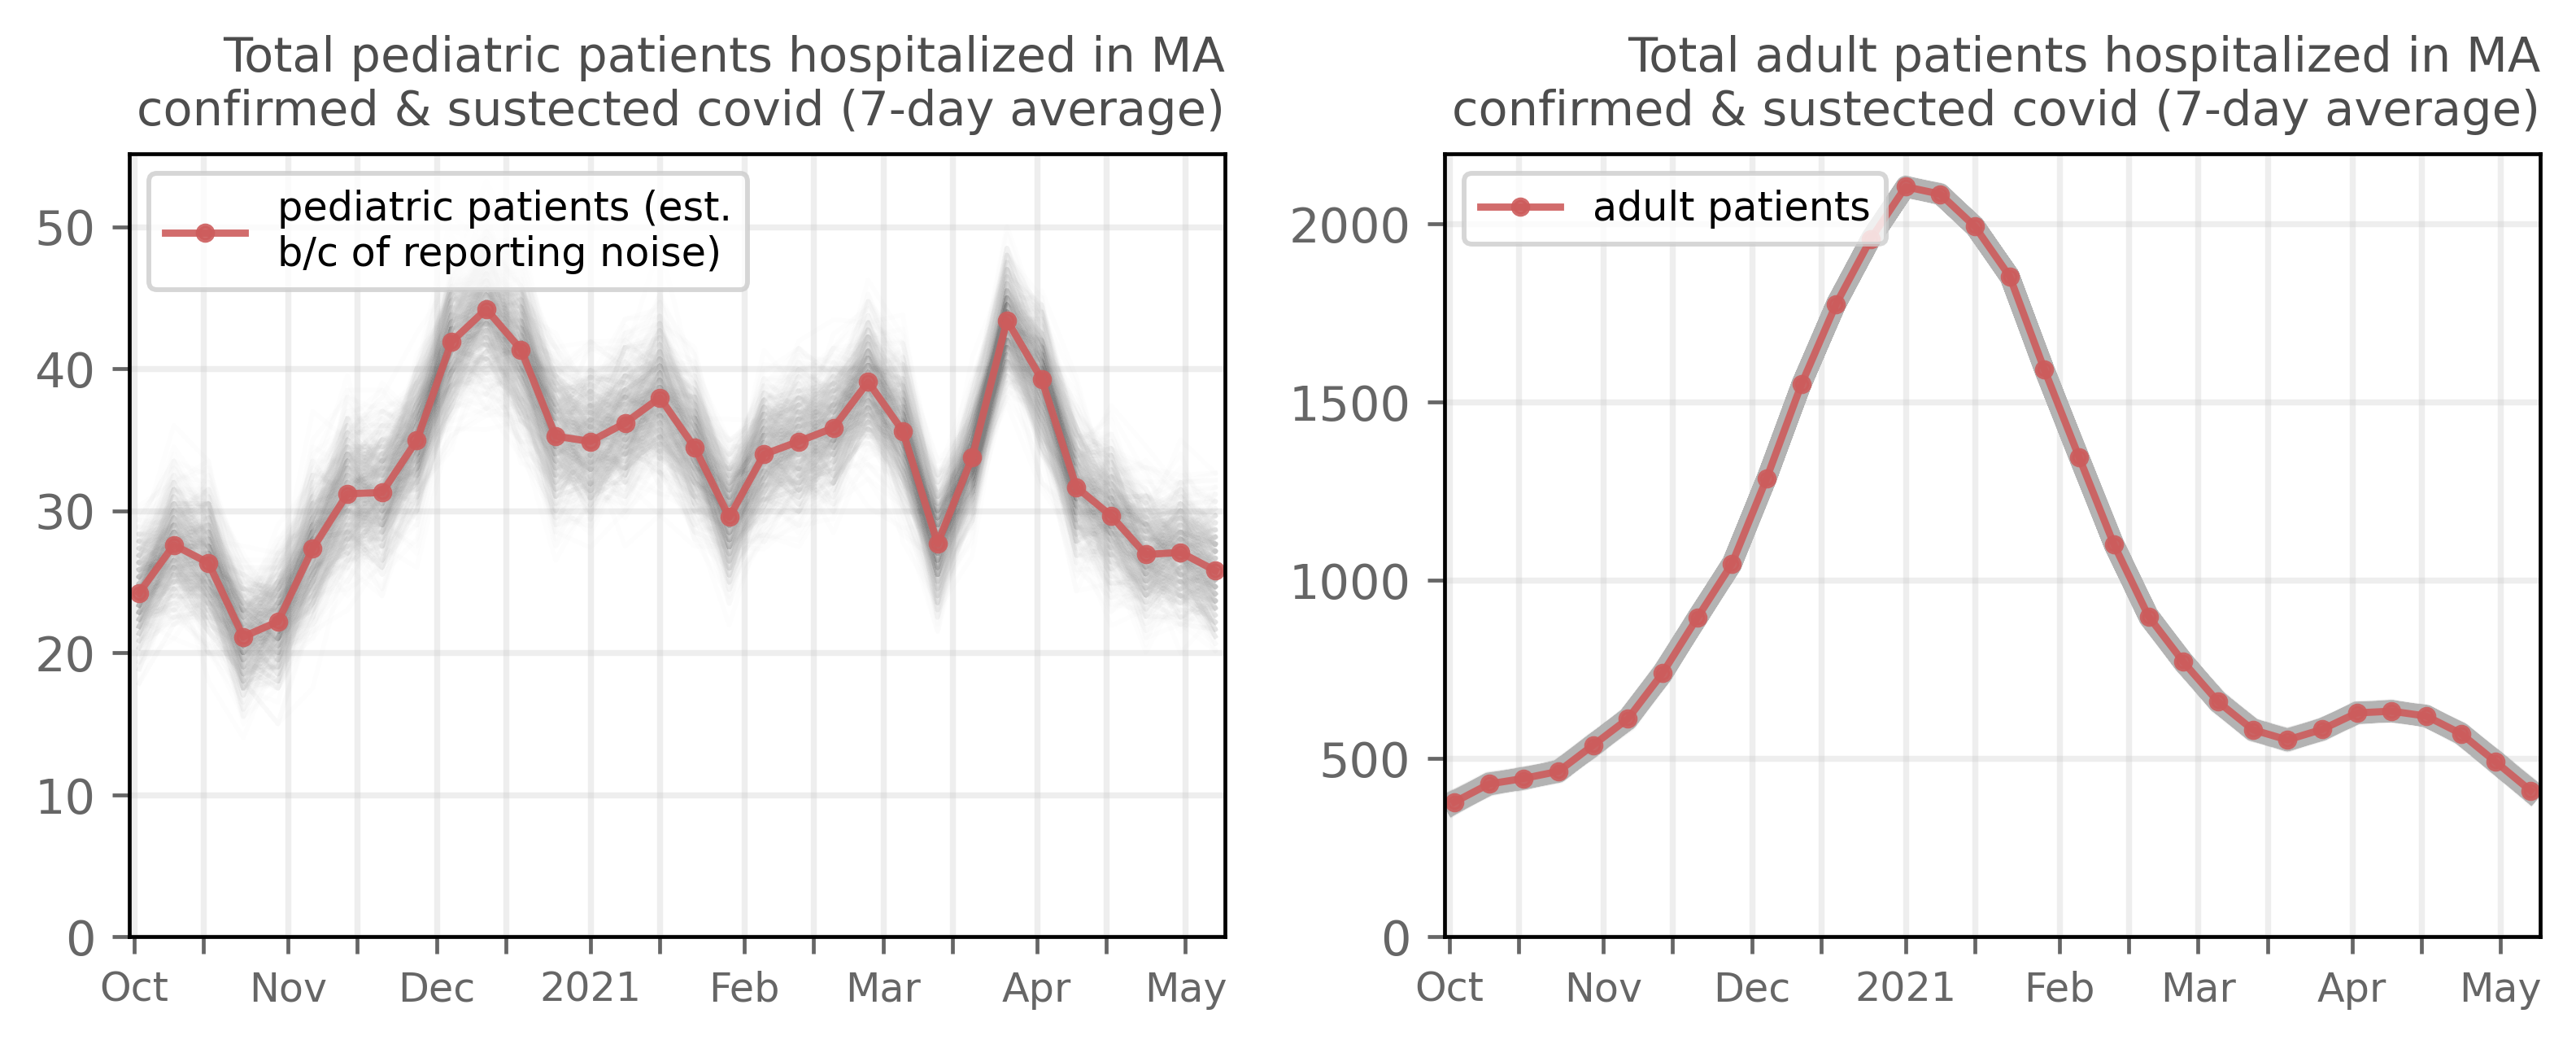 Total pediatric patients hospitalized in MA
confirmed & sustected covid (7-day average)
pediatric patients (est.
b/c of reporting noise)
50
40
30
20
10
0
Oct Nov Dec 2021 Feb Mar Apr May
Total adult patients hospitalized in MA
confirmed & sustected covid (7-day average)
adult patients
2000
1500
1000
500
0
Oct Nov Dec 2021 Feb Mar Apr May